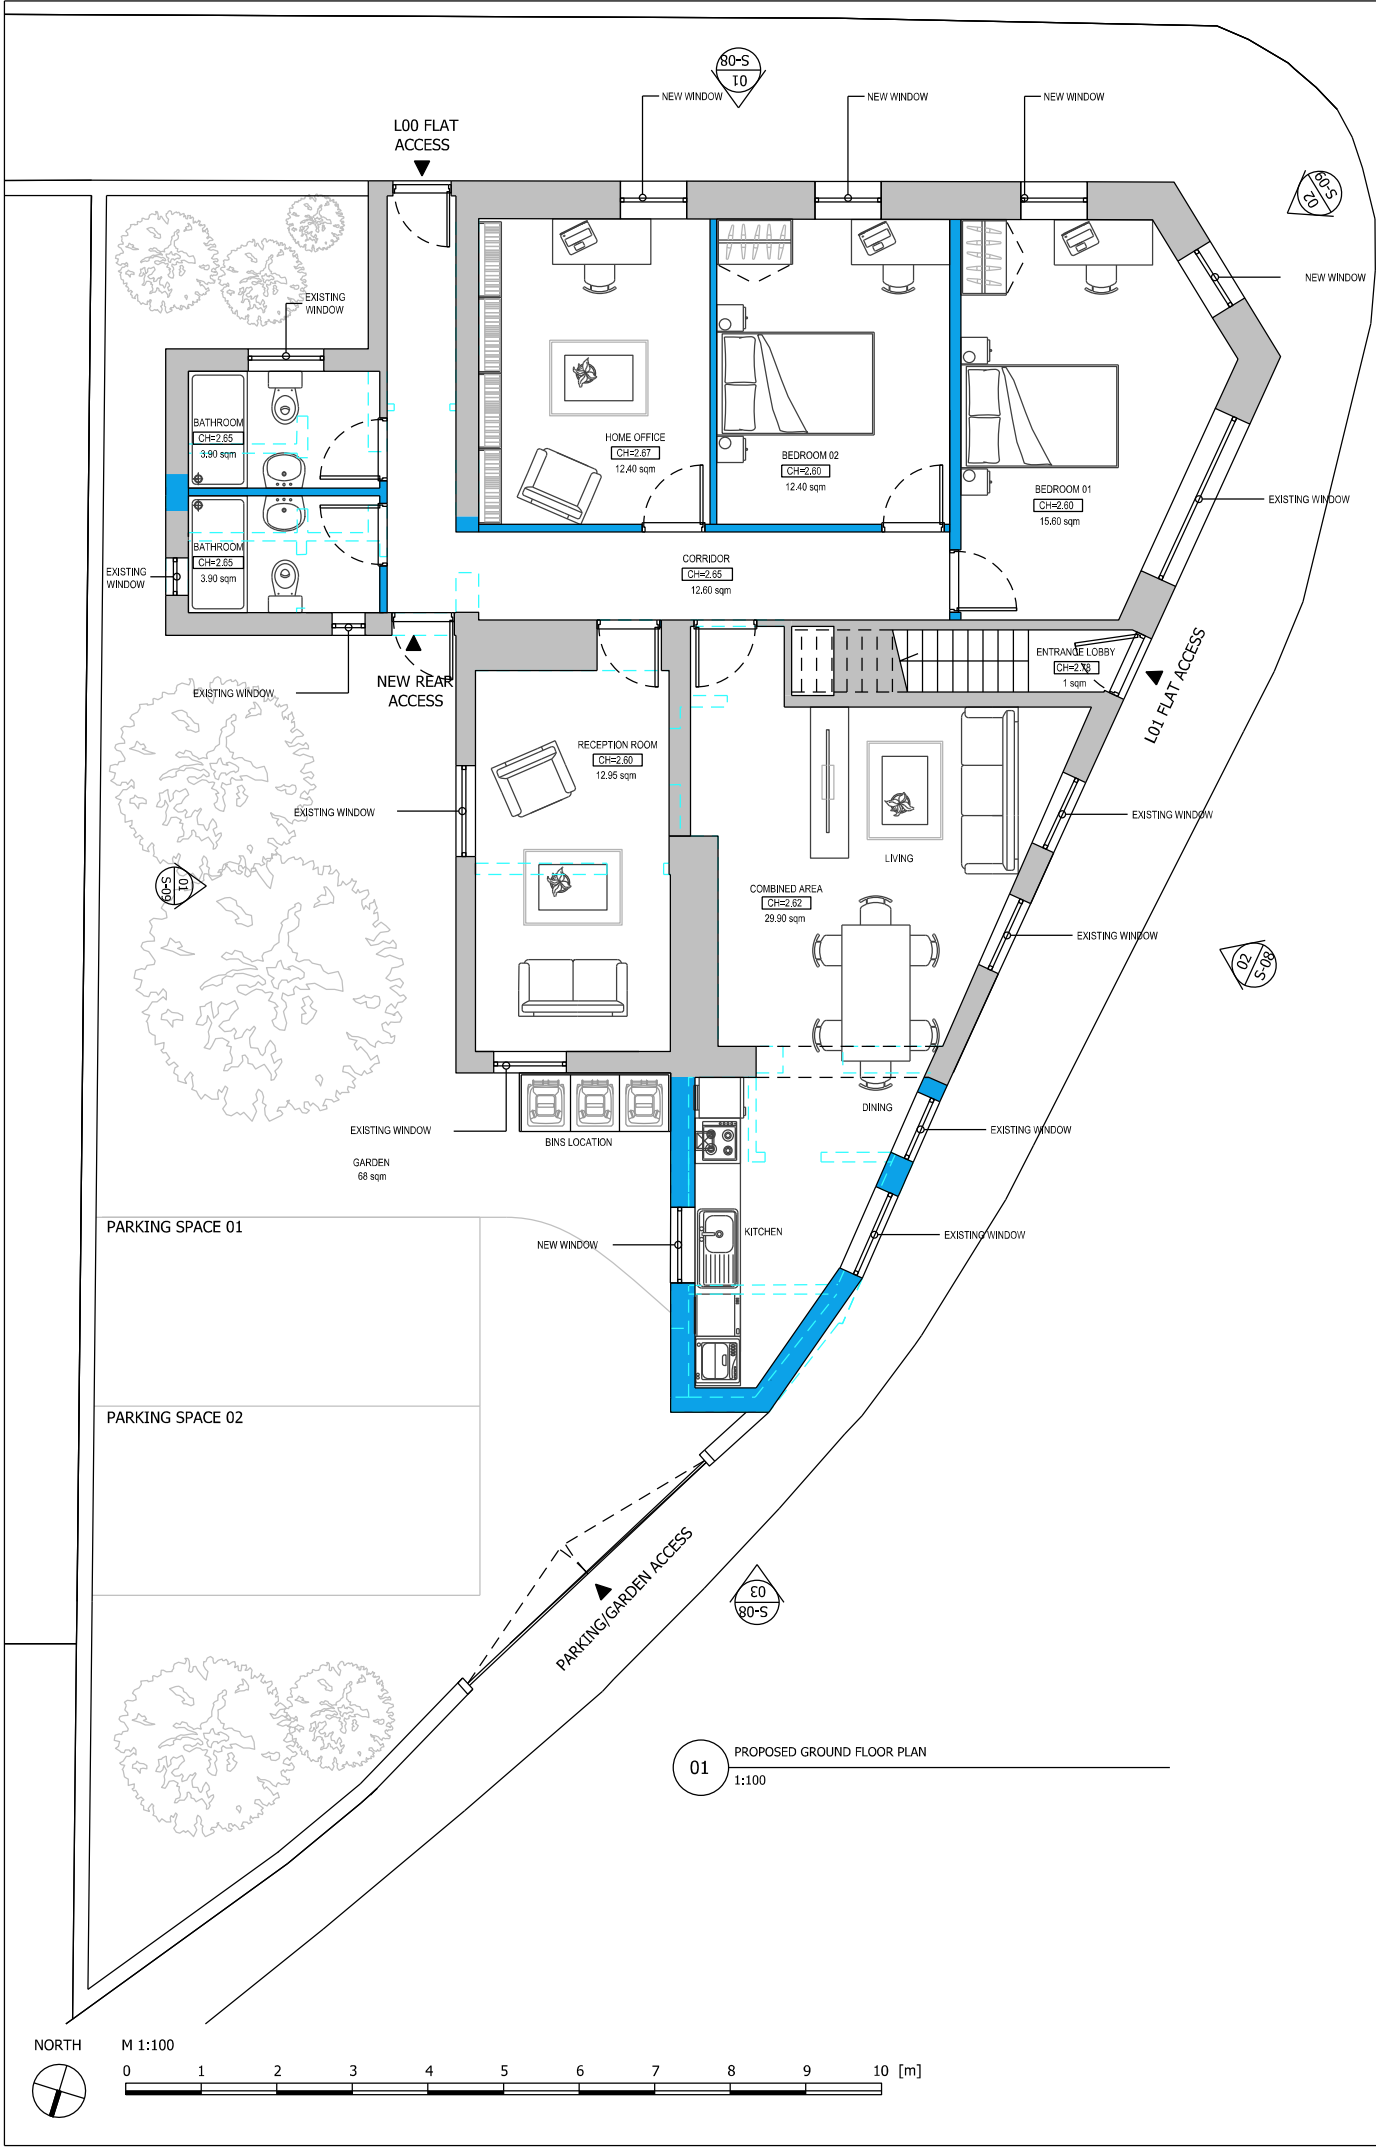 S-08
01
NEW WINDOW
NEW WINDOW
NEW WINDOW
L00 FLAT
ACCESS
S-09
02
NEW WINDOW
EXISTING
WINDOW
BATHROOM
CH=2.65
3.90 sqm
HOME OFFICE
CH=2.67
12.40 sqm
BEDROOM 02
CH=2.60
12.40 sqm
BEDROOM 01
CH=2.60
15.60 sqm
EXISTING WINDOW
BATHROOM
CH=2.65
3.90 sqm
EXISTING
WINDOW
CORRIDOR
CH=2.65
12.60 sqm
ENTRANCE LOBBY
CH=2.78
1 sqm
L01 FLAT ACCESS
NEW REAR
ACCESS
EXISTING WINDOW
RECEPTION ROOM
CH=2.60
12.95 sqm
EXISTING WINDOW
EXISTING WINDOW
LIVING
01
S-09
COMBINED AREA
CH=2.62
29.90 sqm
EXISTING WINDOW
02
S-08
DINING
EXISTING WINDOW
EXISTING WINDOW
BINS LOCATION
GARDEN
68 sqm
PARKING SPACE 01
NEW WINDOW
KITCHEN
EXISTING WINDOW
PARKING SPACE 02
PARKING/GARDEN ACCESS
03
S-08
01
PROPOSED GROUND FLOOR PLAN
1:100
NORTH
M 1:100
0 1 2 3 4 5 6 7 8 9 10 [m]